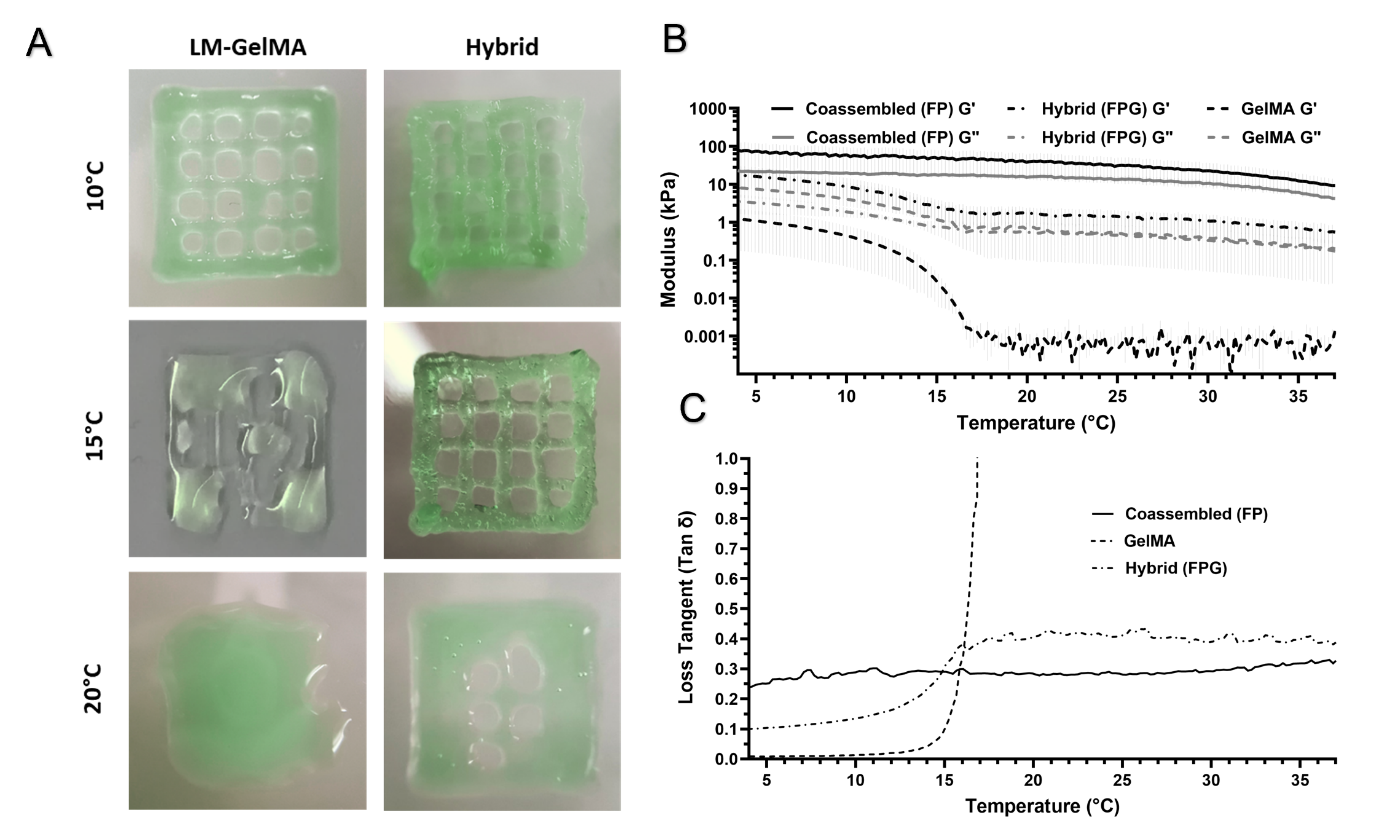 A
LM-GelMA
Hybrid
10°C
15°C
20°C
B
Coassembled (FP) G'
Hybrid (FPG) G'
GelMA G'
Coassembled (FP) G"
Hybrid (FPG) G"
GelMA G"
1000
100
10
1
0.1
0.01
0.001
Modulus (kPa)
5
10
15
20
25
30
35
Temperature (°C)
C
1.0
0.9
0.8
0.7
0.6
0.5
0.4
0.3
0.2
0.1
0.0
Loss Tangent (Tan δ)
Coassembled (FP)
GelMA
Hybrid (FPG)
5
10
15
20
25
30
35
Temperature (°C)